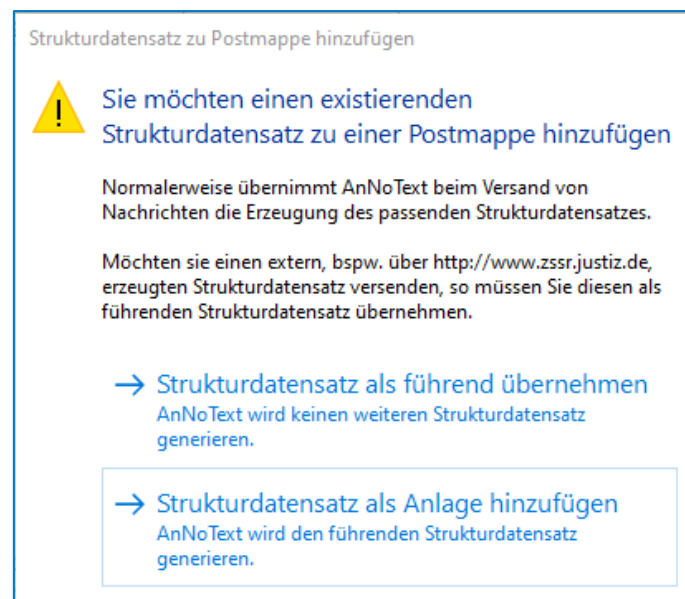 Strukturdatensatz zu Postmappe hinzufügen
Sie möchten einen existierenden
Strukturdatensatz zu einer Postmappe hinzufügen
Normalerweise übernimmt AnNoText beim Versand von
Nachrichten die Erzeugung des passenden Strukturdatensatzes.
Möchten sie einen extern, bspw. über http://www.zssr.justiz.de,
erzeugten Strukturdatensatz versenden, so müssen Sie diesen als
führenden Strukturdatensatz übernehmen.
→ Strukturdatensatz als führend übernehmen
AnNoText wird keinen weiteren Strukturdatensatz
generieren.
→ Strukturdatensatz als Anlage hinzufügen
AnNoText wird den führenden Strukturdatensatz
generieren.